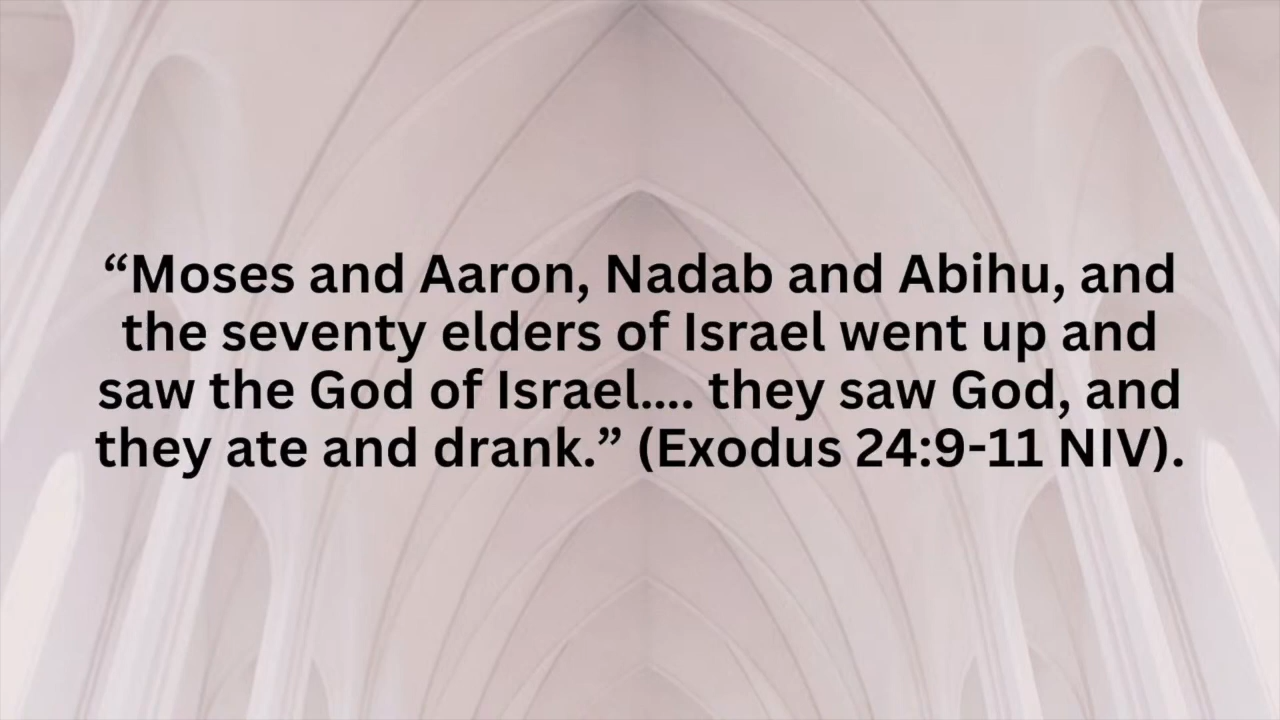 “Moses and Aaron, Nadab and Abihu, and
the seventy elders of Israel went up and
saw the God of Israel.... they saw God, and
they ate and drank.” (Exodus 24:9-11 NIV).